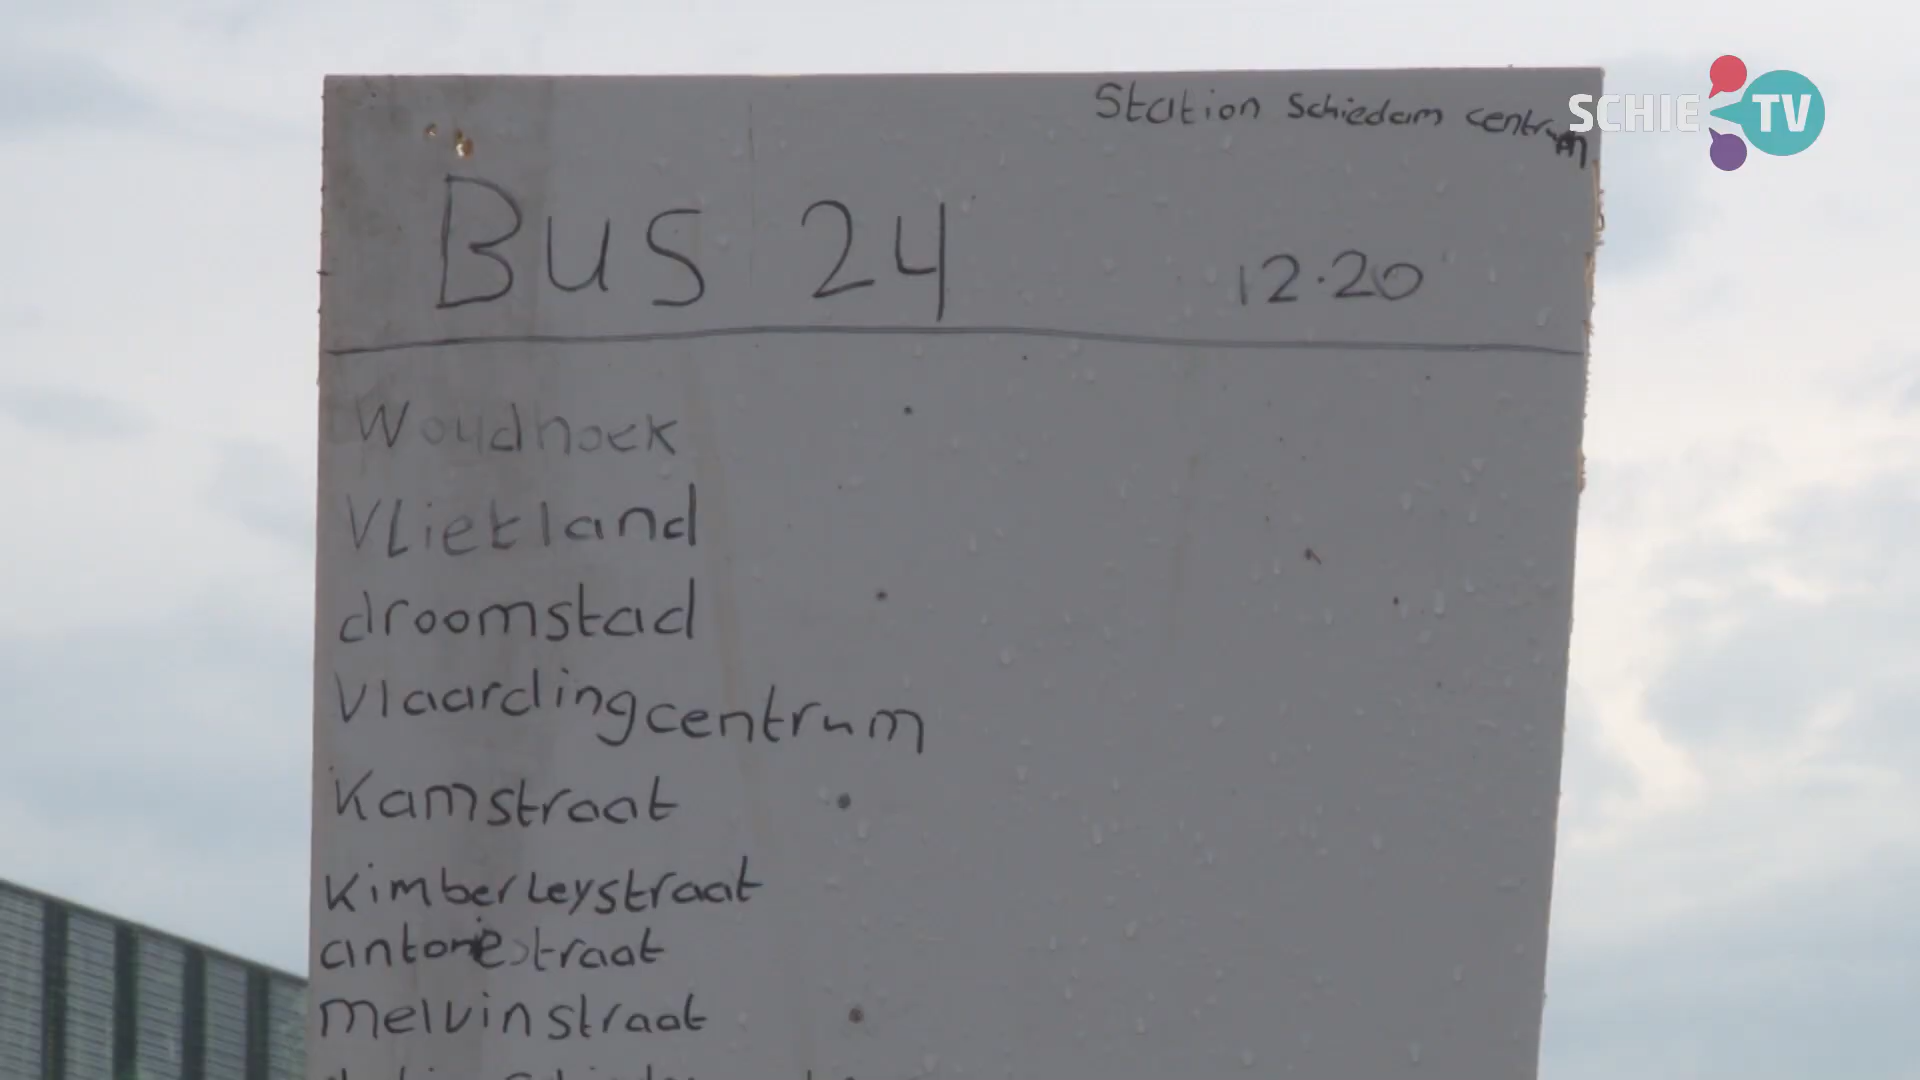 Station Schiedam centrum
SCHIE TV
Bus 24 12.20
Woudhoek
Vlietland
droomstad
Vlaardingcentrum
Kamstraat
Kimberleystraat
antoniestraat
melvinstraat